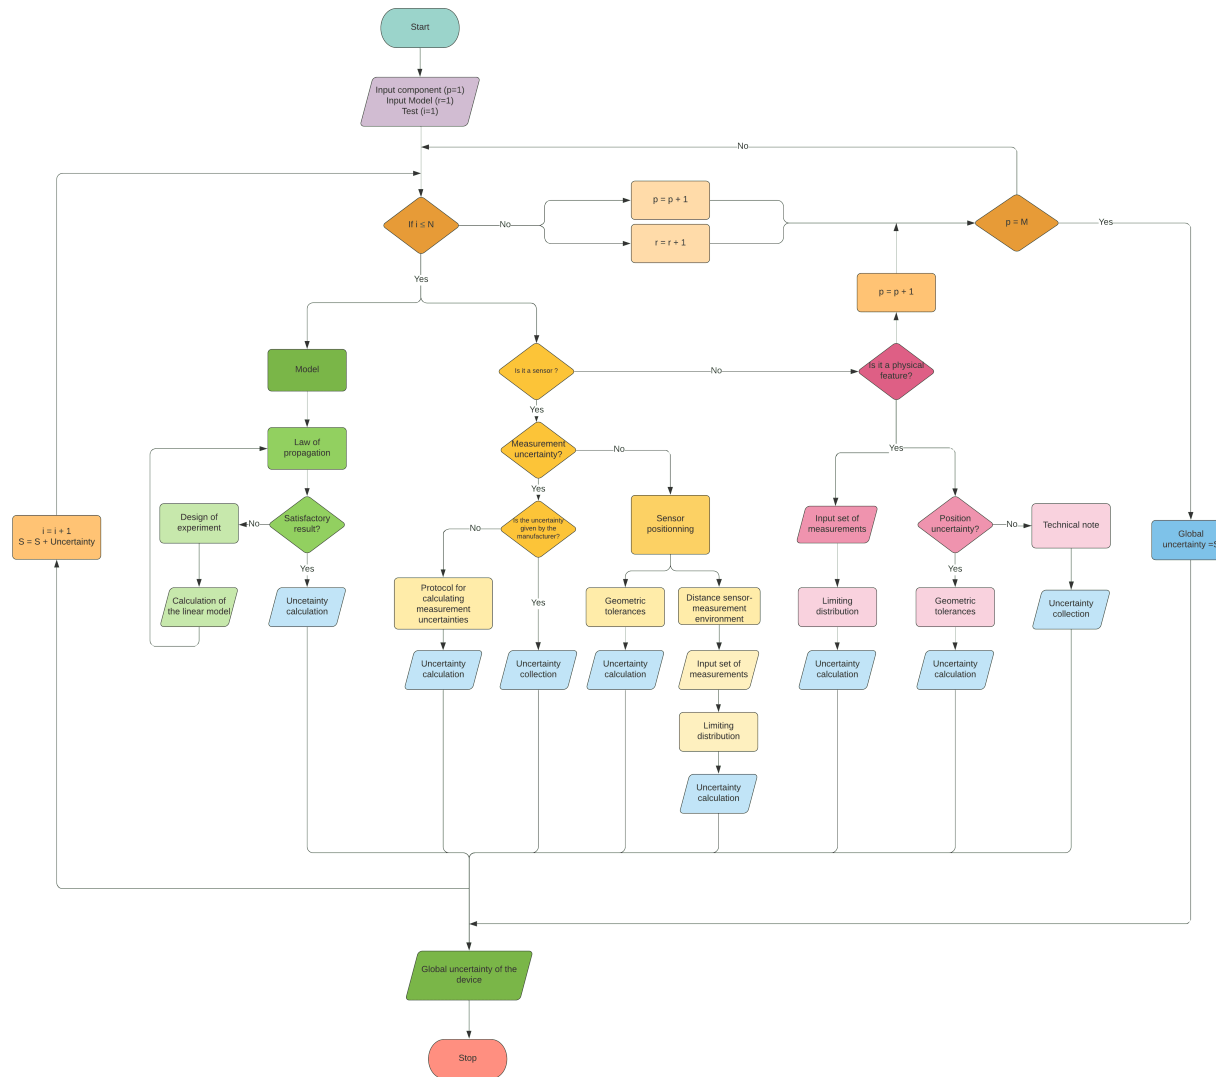 Start
Input component (p=1)
Input Model (r=1)
Test (i=1)
No
p = p + 1
If i ≤ N
No
r = r + 1
p = M
Yes
Yes
p = p + 1
Model
Is it a sensor ?
No
Is it a physical
feature?
Yes
Law of
propagation
Measurement
uncertainty?
No
Yes
Yes
i = i + 1
S = S + Uncertainty
Design of
experiment
No
Satisfactory
result?
No
Is the uncertainty
given by the
manufacturer?
Sensor
positionning
Input set of
measurements
Position
uncertainty?
No
Technical note
Global
uncertainty =S
Yes
Yes
Calculation of
the linear model
Uncetainty
calculation
Protocol for
calculating
measurement
uncertainties
Yes
Geometric
tolerances
Distance sensor-
measurement
environment
Limiting
distribution
Geometric
tolerances
Uncertainty
collection
Uncertainty
calculation
Uncertainty
collection
Uncertainty
calculation
Input set of
measurements
Uncertainty
calculation
Uncertainty
calculation
Limiting
distribution
Uncertainty
calculation
Global uncertainty of the
device
Stop